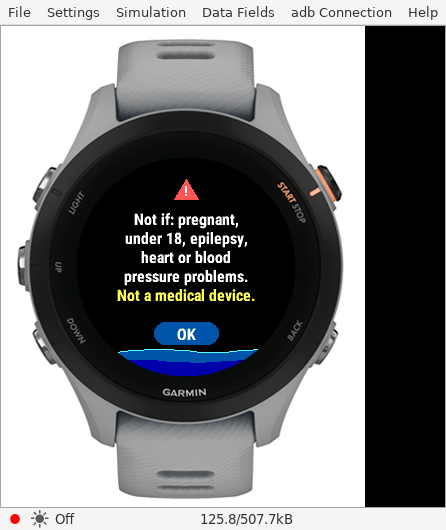 File Settings Simulation Data Fields adb Connection Help
LIGHT
START STOP
!
Not if: pregnant,
under 18, epilepsy,
heart or blood
pressure problems.
Not a medical device.
UP
DOWN
BACK
OK
GARMIN
Off 125.8/507.7kB